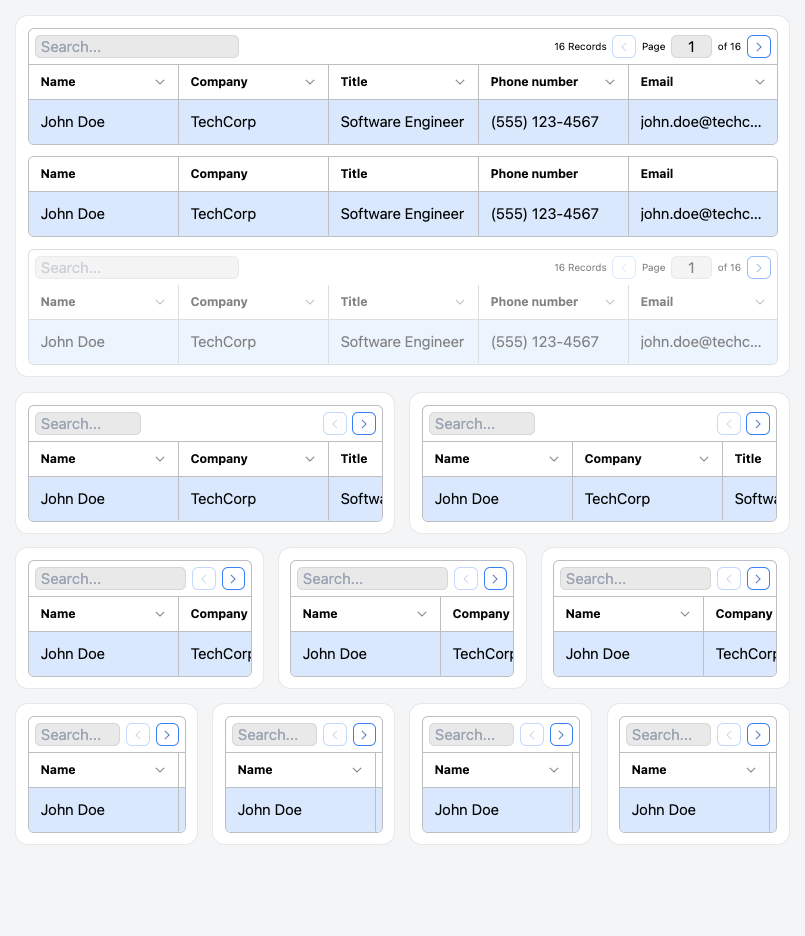 Search... 16 Records Page 1 of 16
Name Company Title Phone number Email
John Doe TechCorp Software Engineer (555) 123-4567 john.doe@techc...
Name Company Title Phone number Email
John Doe TechCorp Software Engineer (555) 123-4567 john.doe@techc...
Search... 16 Records Page 1 of 16
Name Company Title Phone number Email
John Doe TechCorp Software Engineer (555) 123-4567 john.doe@techc...
Search...
Name Company Title
John Doe TechCorp Softwa
Search...
Name Company Title
John Doe TechCorp Softwa
Search...
Name Company
John Doe TechCorp
Search...
Name Company
John Doe TechCorp
Search...
Name Company
John Doe TechCorp
Search...
Name
John Doe
Search...
Name
John Doe
Search...
Name
John Doe
Search...
Name
John Doe